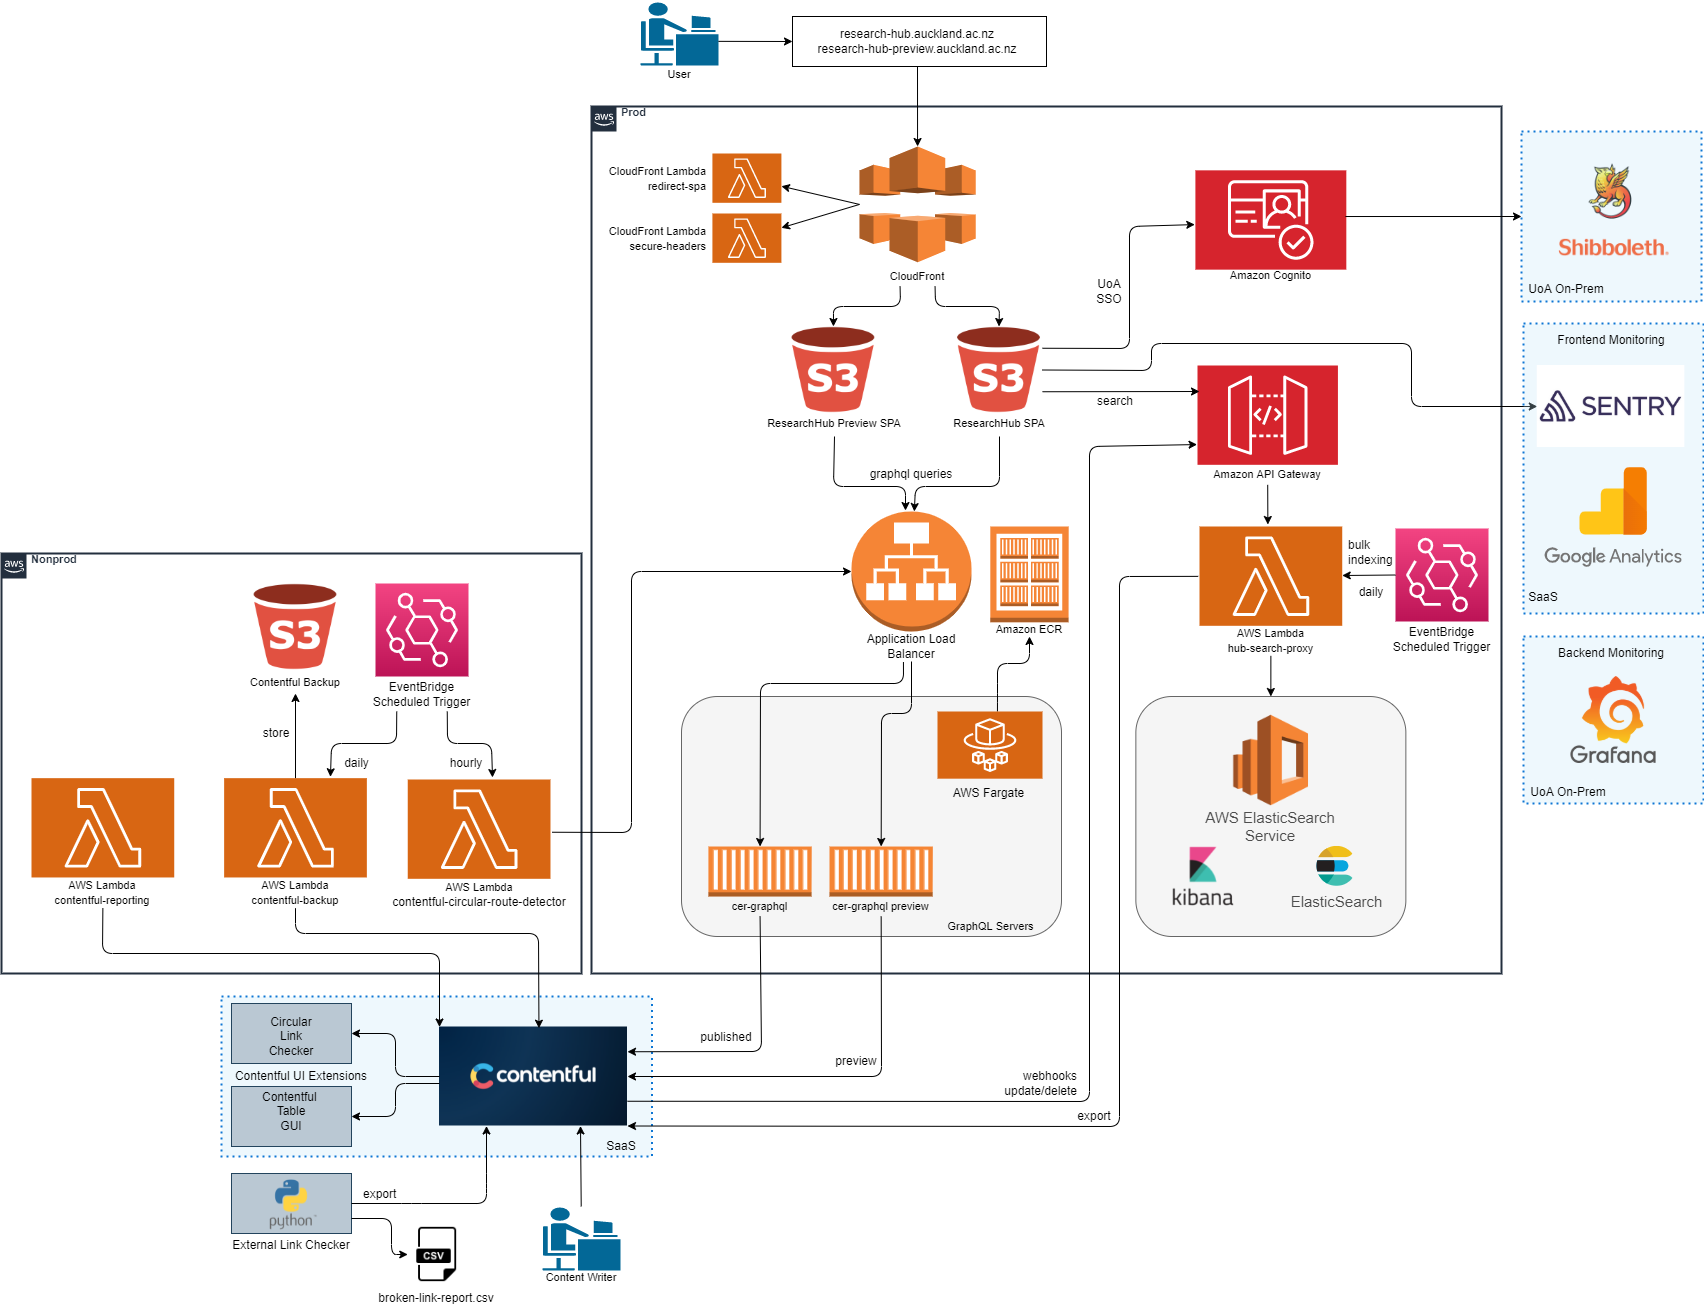 User
research-hub.auckland.ac.nz
research-hub-preview.auckland.ac.nz
aws
Prod
CloudFront Lambda
redirect-spa
CloudFront Lambda
secure-headers
CloudFront
Amazon Cognito
UoA
SSO
Shibboleth.
UoA On-Prem
S3
ResearchHub Preview SPA
S3
ResearchHub SPA
search
graphql queries
Amazon API Gateway
Frontend Monitoring
SENTRY
Google Analytics
SaaS
Application Load
Balancer
Amazon ECR
AWS Lambda
hub-search-proxy
bulk
indexing
daily
EventBridge
Scheduled Trigger
Backend Monitoring
Grafana
UoA On-Prem
aws
Nonprod
S3
Contentful Backup
EventBridge
Scheduled Trigger
store
daily
hourly
AWS Lambda
contentful-reporting
AWS Lambda
contentful-backup
AWS Lambda
contentful-circular-route-detector
AWS Fargate
cer-graphql
cer-graphql preview
GraphQL Servers
AWS ElasticSearch
Service
kibana
ElasticSearch
published
preview
webhooks
update/delete
export
Circular
Link
Checker
Contentful UI Extensions
Contentful
Table
GUI
contentful
SaaS
python™
External Link Checker
export
CSV
broken-link-report.csv
Content Writer